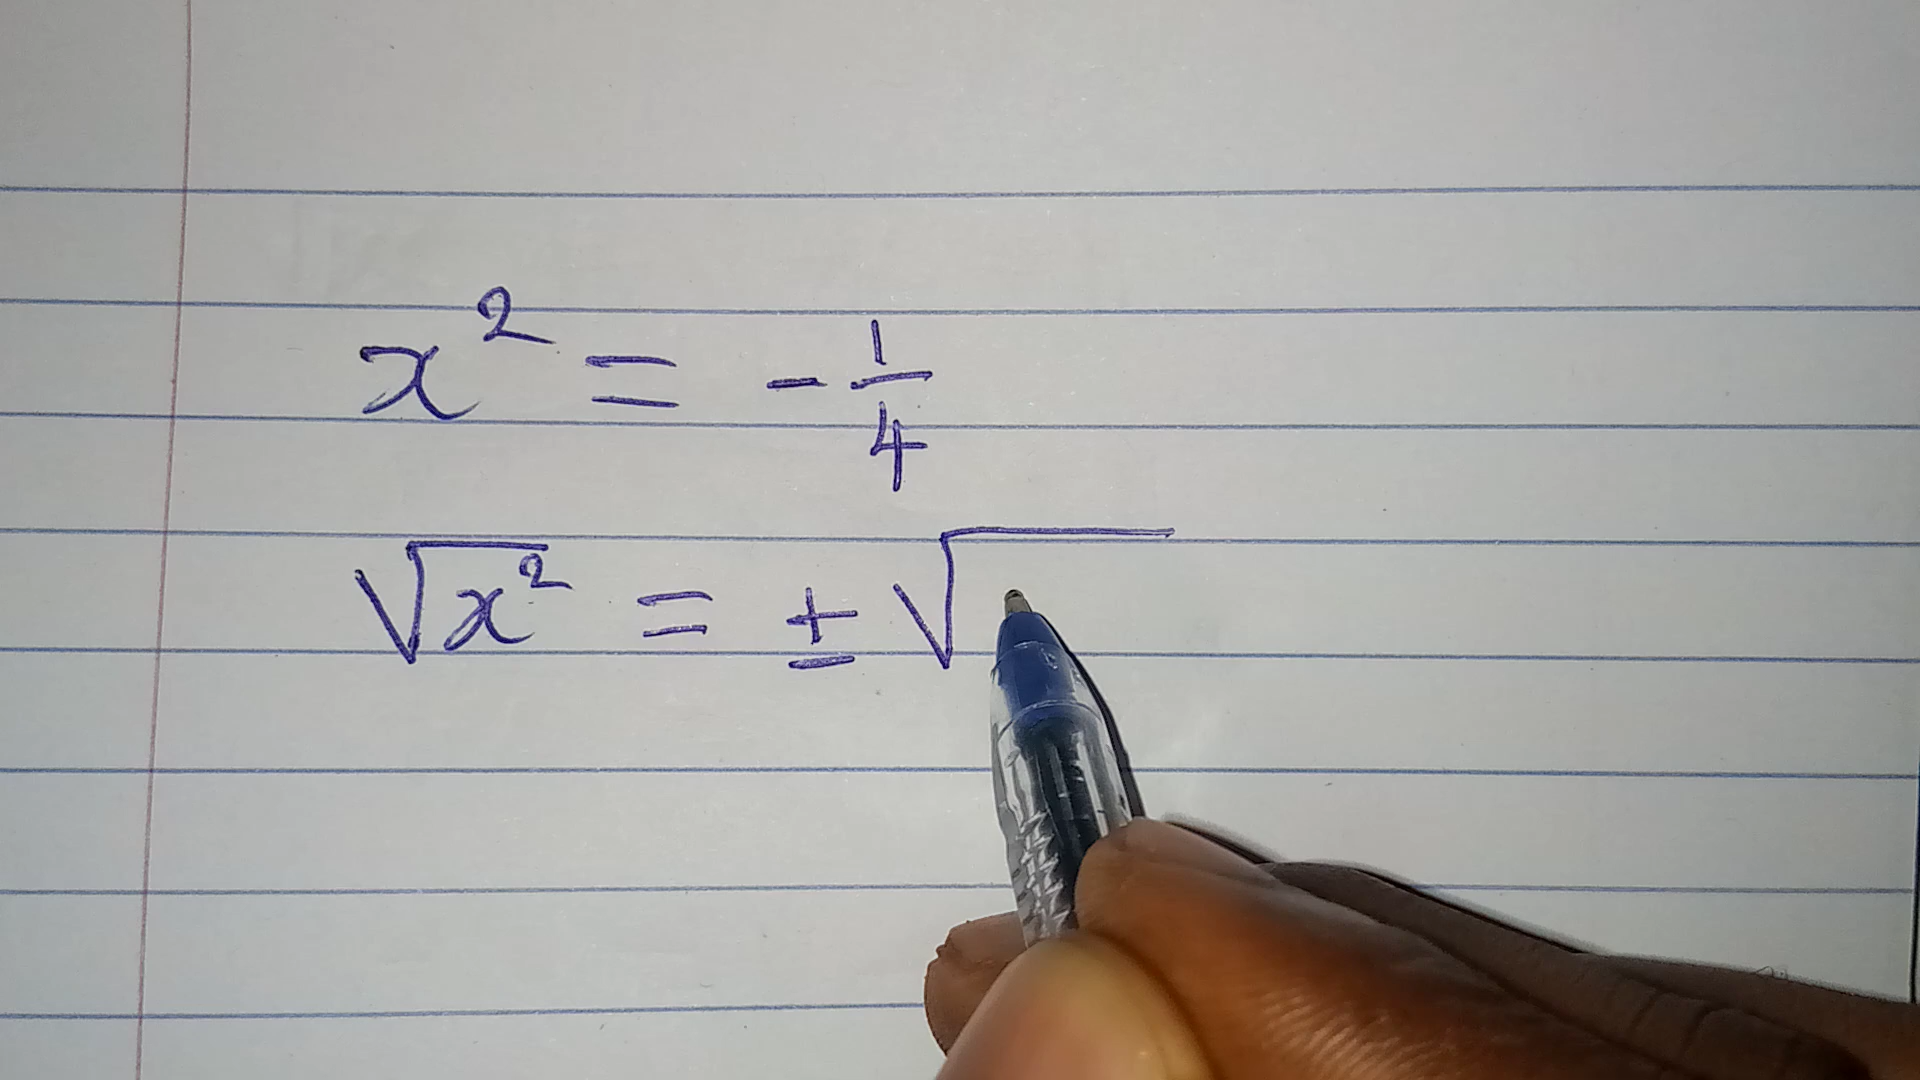 x² = -1/4
√x² = ±√